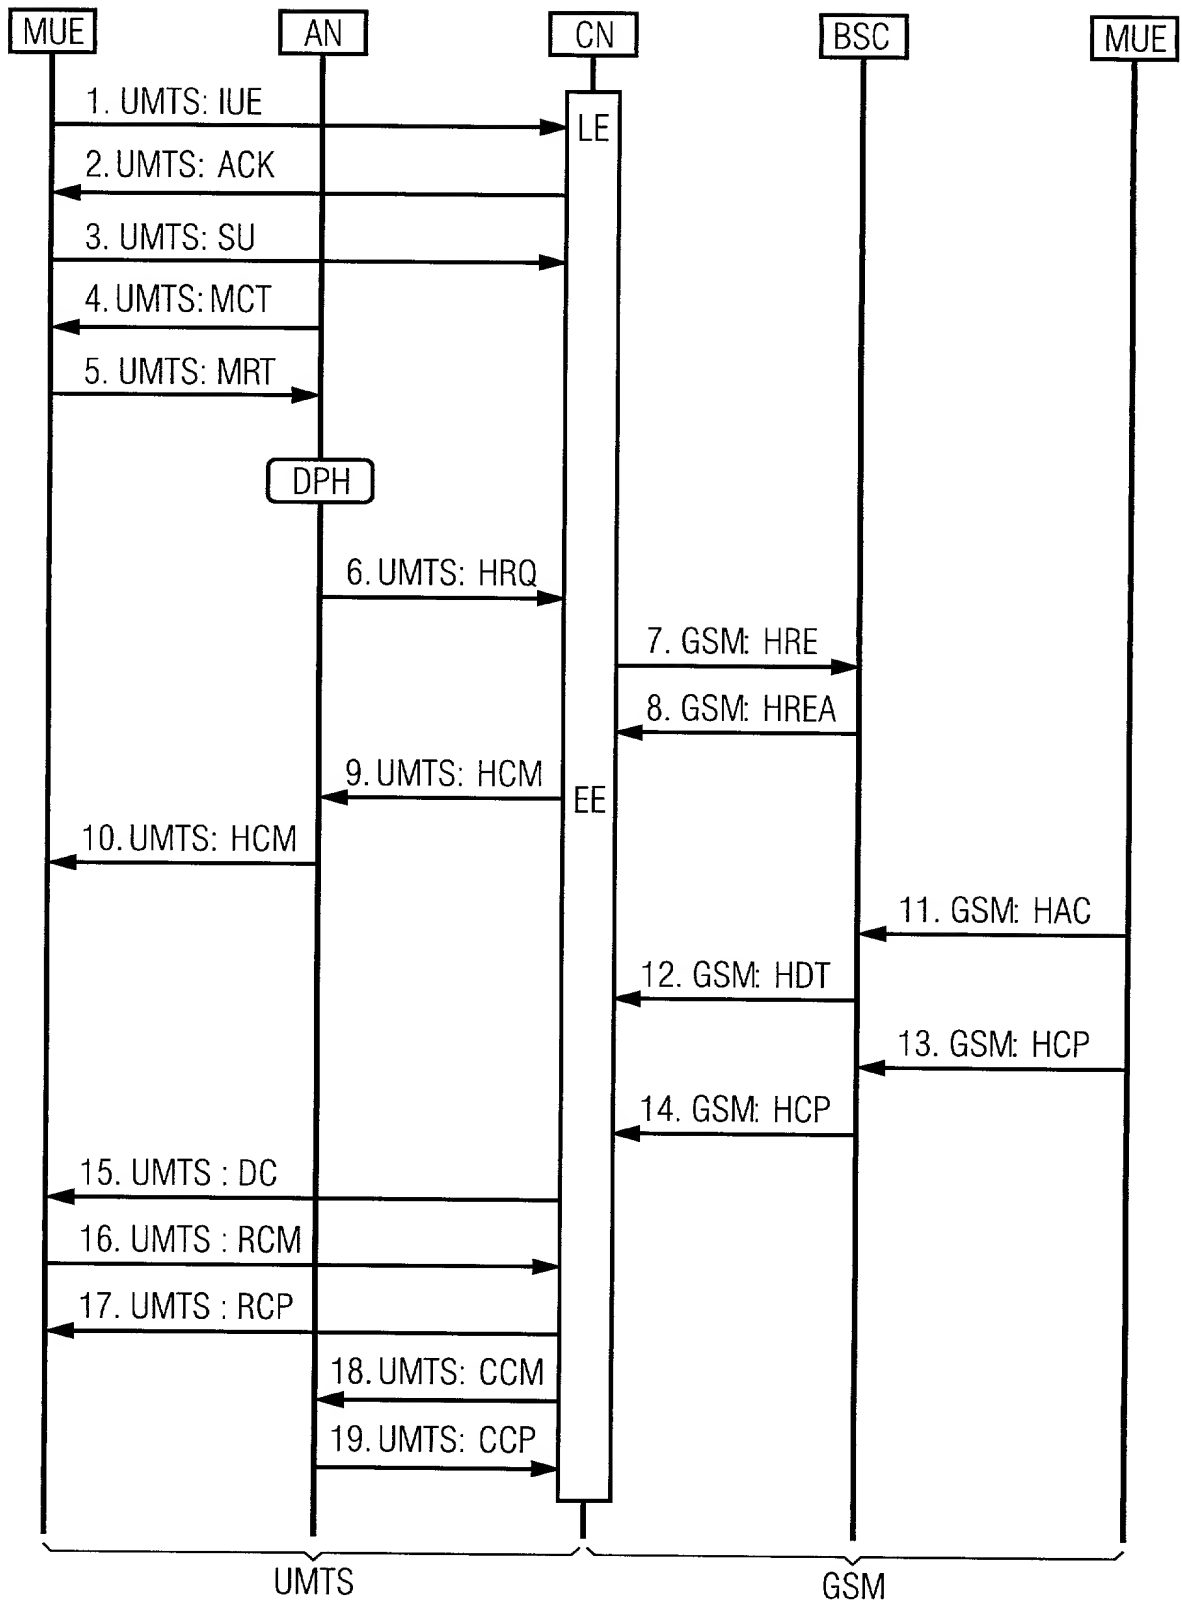 MUE AN CN BSC MUE
1. UMTS: IUE
LE
2. UMTS: ACK
3. UMTS: SU
4. UMTS: MCT
5. UMTS: MRT
DPH
6. UMTS: HRQ
7. GSM: HRE
8. GSM: HREA
9. UMTS: HCM
EE
10. UMTS: HCM
11. GSM: HAC
12. GSM: HDT
13. GSM: HCP
14. GSM: HCP
15. UMTS : DC
16. UMTS : RCM
17. UMTS : RCP
18. UMTS: CCM
19. UMTS: CCP
UMTS GSM